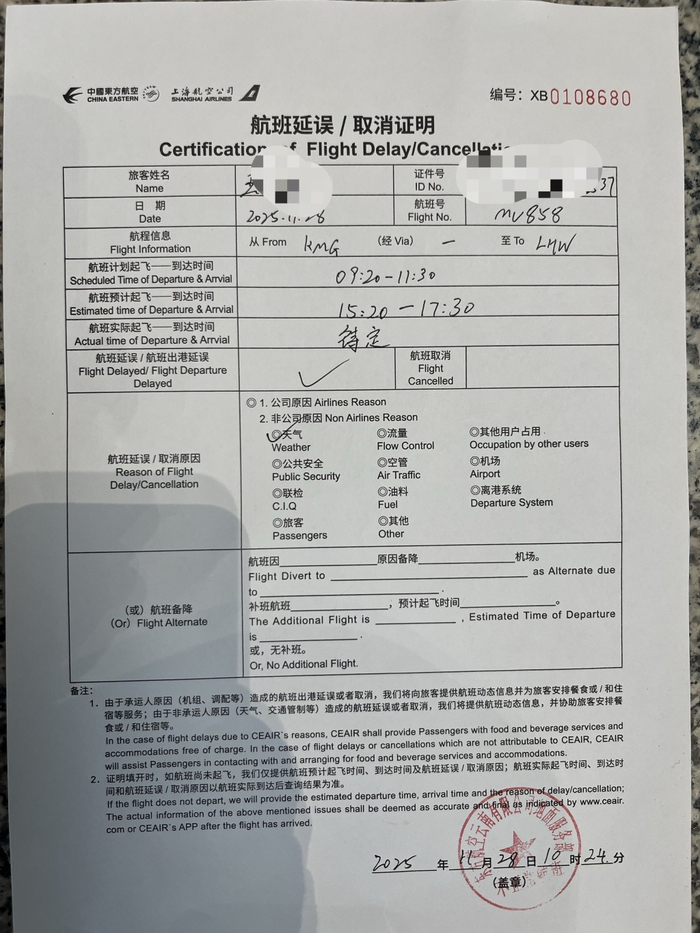 中國東方航空
CHINA EASTERN
上海航空公司
SHANGHAI AIRLINES
编号：XB0108680
航班延误 / 取消证明
Certification of Flight Delay/Cancellatio
旅客姓名
Name
证件号
ID No.
37
日 期
Date
2025.11.28
航班号
Flight No.
MU858
航程信息
Flight Information
从 From KMG （经 Via） — 至 To LHW
航班计划起飞——到达时间
Scheduled Time of Departure & Arrvial
09:20-11:30
航班预计起飞——到达时间
Estimated time of Departure & Arrvial
15:20-17:30
航班实际起飞——到达时间
Actual time of Departure & Arrvial
待定
航班延误 / 航班出港延误
Flight Delayed/ Flight Departure
Delayed
✓
航班取消
Flight
Cancelled
航班延误 / 取消原因
Reason of Flight
Delay/Cancellation
◎ 1. 公司原因 Airlines Reason
2. 非公司原因 Non Airlines Reason
◎天气 ◎流量 ◎其他用户占用
Weather Flow Control Occupation by other users
◎公共安全 ◎空管 ◎机场
Public Security Air Traffic Airport
◎联检 ◎油料 ◎离港系统
C.I.Q Fuel Departure System
◎旅客 ◎其他
Passengers Other
（或）航班备降
（Or）Flight Alternate
航班因____原因备降____机场。
Flight Divert to ____ as Alternate due
to ____.
补班航班____，预计起飞时间____。
The Additional Flight is ____, Estimated Time of Departure
is ____.
或，无补班。
Or, No Additional Flight.
备注：
1. 由于承运人原因（机组、调配等）造成的航班出港延误或者取消，我们将向旅客提供航班动态信息并为旅客安排餐食或 / 和住
宿等服务；由于非承运人原因（天气、交通管制等）造成的航班延误或者取消，我们将提供航班动态信息，并协助旅客安排餐
食或 / 和住宿等。
In the case of flight delays due to CEAIR`s reasons, CEAIR shall provide Passengers with food and beverage services and
accommodations free of charge. In the case of flight delays or cancellations which are not attributable to CEAIR, CEAIR
will assist Passengers in contacting with and arranging for food and beverage services and accommodations.
2. 证明填开时，如航班尚未起飞，我们仅提供航班预计起飞时间、到达时间及航班延误 / 取消原因；航班实际起飞时间、到达时
间和航班延误 / 取消原因以航班实际到达后查询结果为准。
If the flight does not depart, we will provide the estimated departure time, arrival time and the reason of delay/cancellation;
The actual information of the above mentioned issues shall be deemed as accurate and final as indicated by www.ceair.
com or CEAIR`s APP after the flight has arrived.
2025 年 11 月 28 日 10 时 24 分
（盖章）